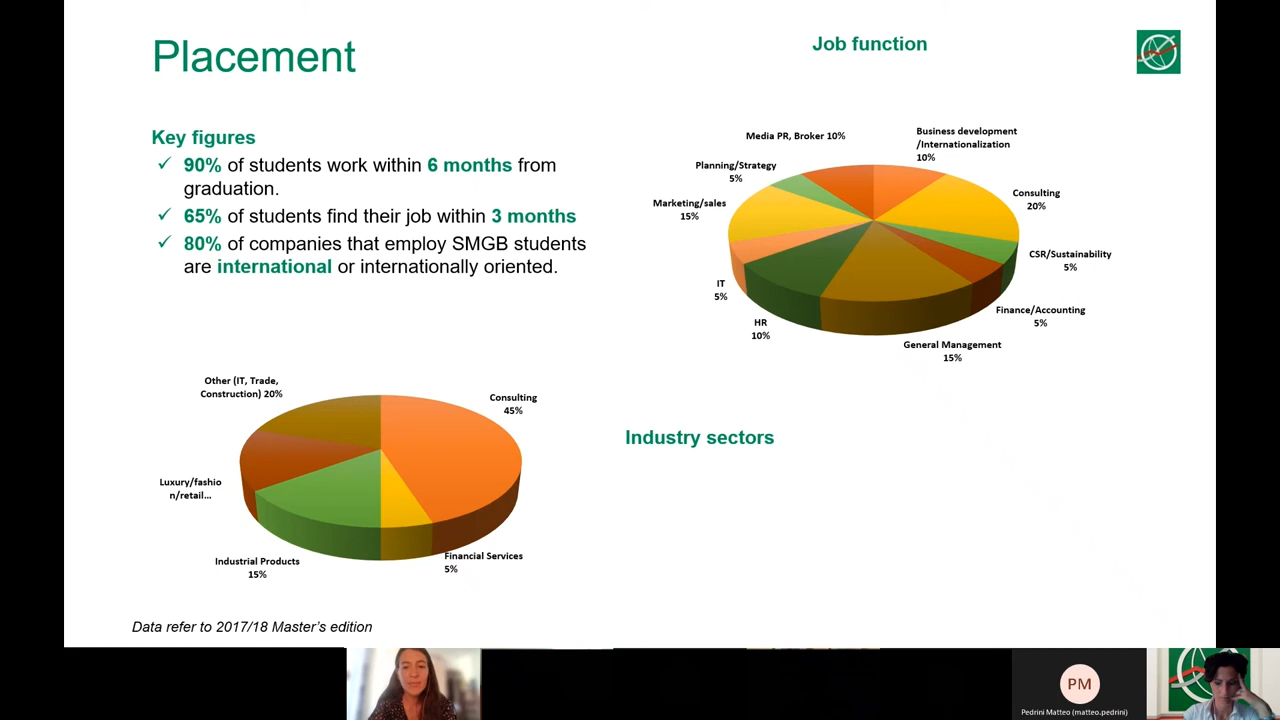 Placement
Key figures
90% of students work within 6 months from
graduation.
65% of students find their job within 3 months
80% of companies that employ SMGB students
are international or internationally oriented.
Job function
Media PR, Broker 10%
Business development
/Internationalization
10%
Planning/Strategy
5%
Consulting
20%
Marketing/sales
15%
CSR/Sustainability
5%
IT
5%
Finance/Accounting
5%
HR
10%
General Management
15%
Industry sectors
Other (IT, Trade,
Construction) 20%
Consulting
45%
Luxury/fashio
n/retail...
Industrial Products
15%
Financial Services
5%
Data refer to 2017/18 Master's edition
PM
Pedrini Matteo (matteo.pedrini)